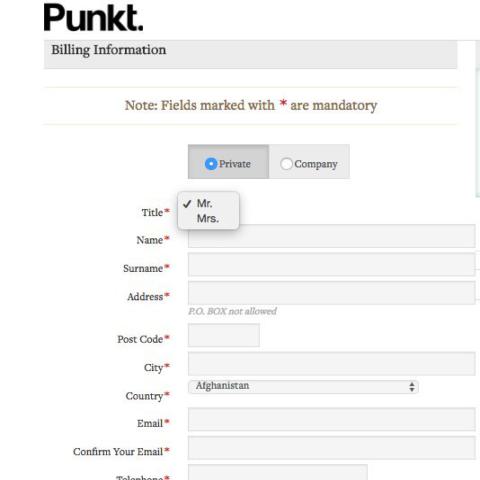 Punkt.
Billing Information
Note: Fields marked with * are mandatory
Private Company
Title* ✓ Mr.
Mrs.
Name*
Surname*
Address*
P.O. BOX not allowed
Post Code*
City*
Country* Afghanistan
Email*
Confirm Your Email*
Telephone*